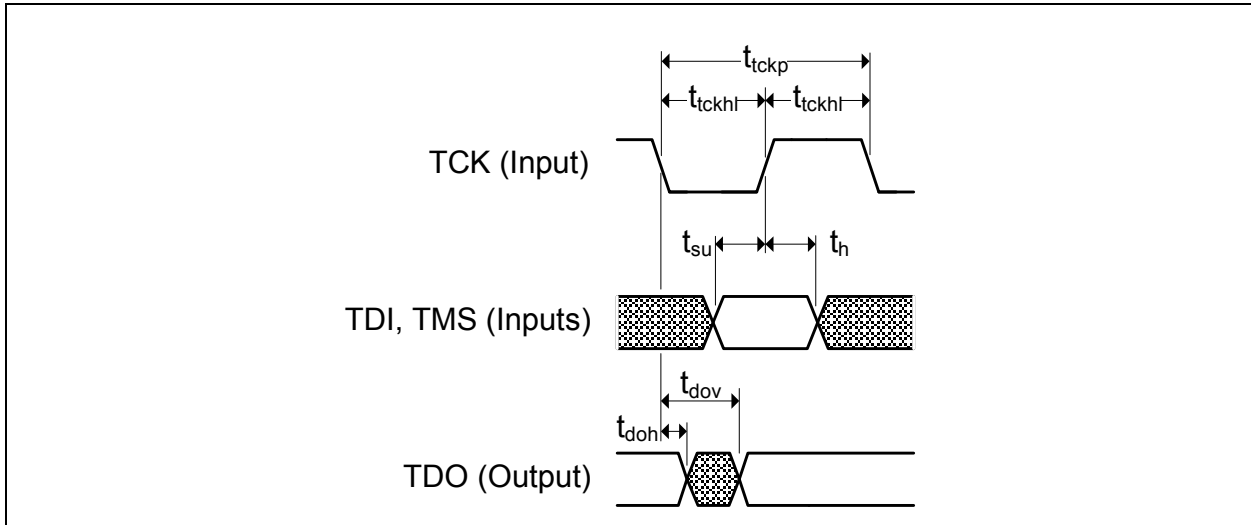 t_tckp
t_tckhl t_tckhl
TCK (Input)
t_su t_h
TDI, TMS (Inputs)
t_dov
t_doh
TDO (Output)